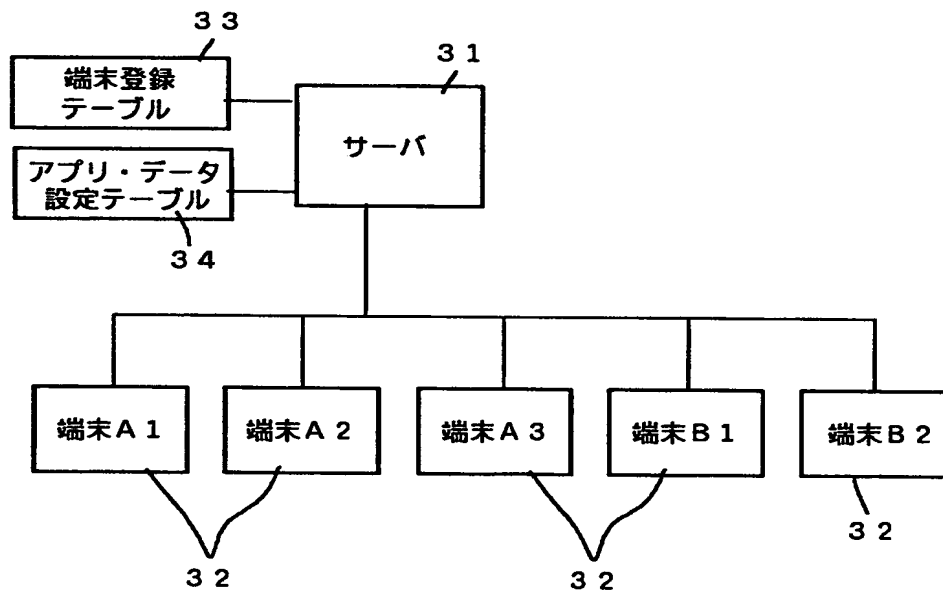 33
端末登録
テーブル
31
サーバ
アプリ・データ
設定テーブル
34
端末A1
端末A2
端末A3
端末B1
端末B2
32
32
32